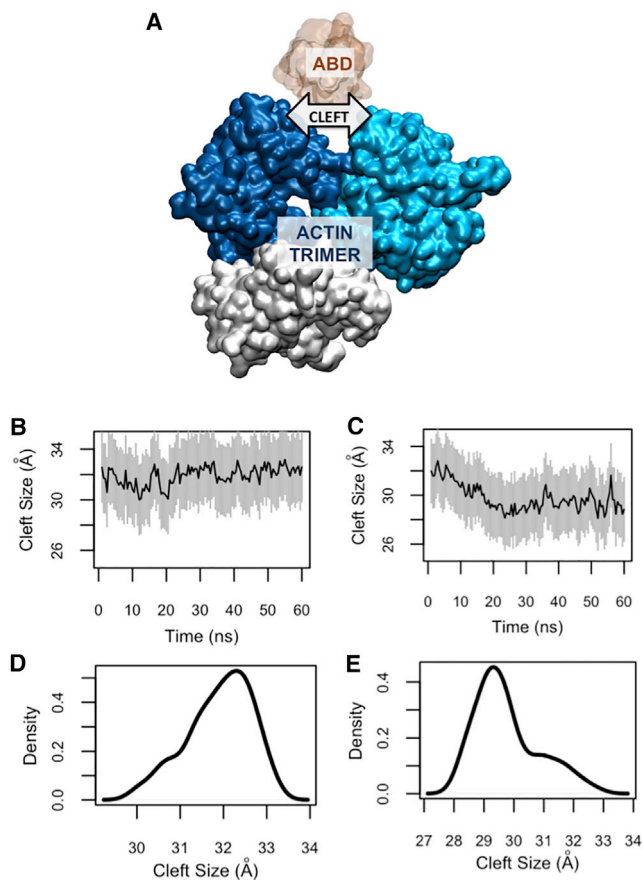 A
ABD
CLEFT
ACTIN
TRIMER
B
Cleft Size (Å)
34
30
26
0 10 20 30 40 50 60
Time (ns)
C
Cleft Size (Å)
34
30
26
0 10 20 30 40 50 60
Time (ns)
D
Density
0.4
0.2
0.0
30 31 32 33 34
Cleft Size (Å)
E
Density
0.4
0.2
0.0
27 28 29 30 31 32 33 34
Cleft Size (Å)